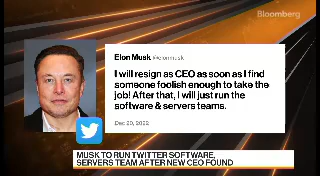 Bloomberg
Elon Musk @elonmusk
I will resign as CEO as soon as I find
someone foolish enough to take the
job! After that, I will just run the
software & servers teams.
Dec 20, 2022
MUSK TO RUN TWITTER SOFTWARE,
SERVERS TEAM AFTER NEW CEO FOUND